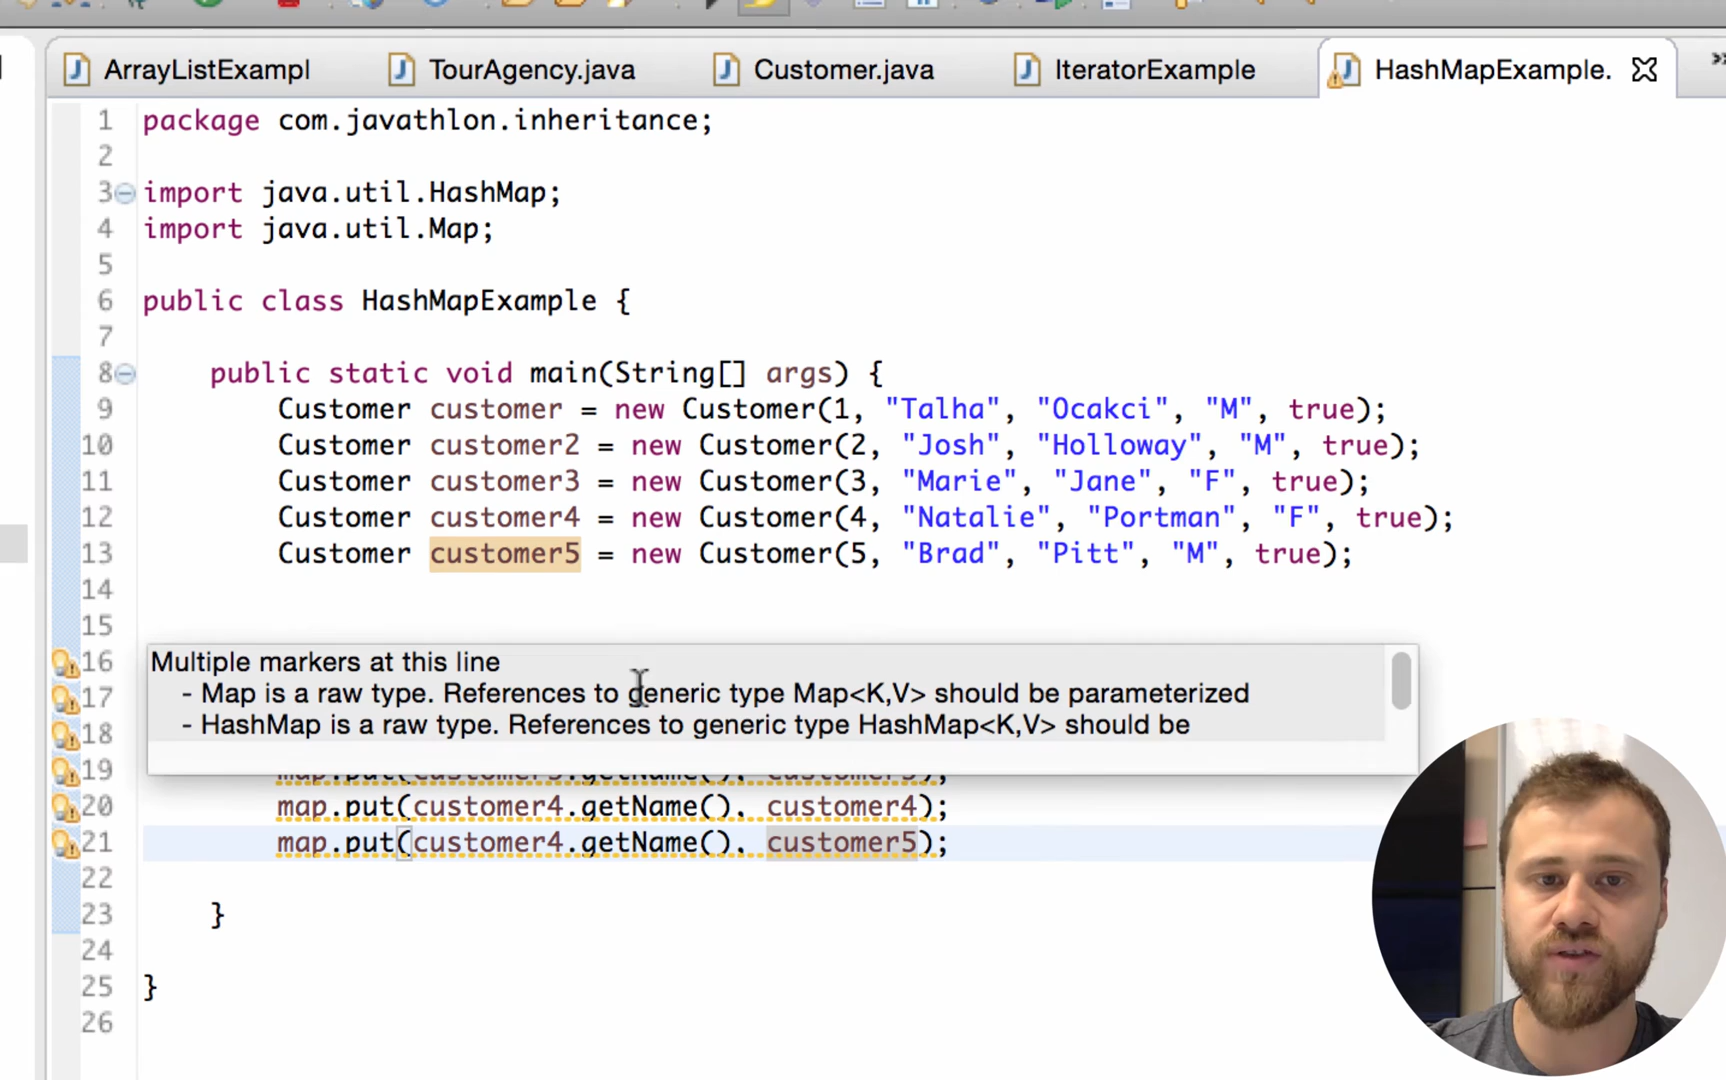 ArrayListExampl TourAgency.java Customer.java IteratorExample HashMapExample. »
1 package com.javathlon.inheritance;
2
3 import java.util.HashMap;
4 import java.util.Map;
5
6 public class HashMapExample {
7
8 public static void main(String[] args) {
9 Customer customer = new Customer(1, "Talha", "Ocakci", "M", true);
10 Customer customer2 = new Customer(2, "Josh", "Holloway", "M", true);
11 Customer customer3 = new Customer(3, "Marie", "Jane", "F", true);
12 Customer customer4 = new Customer(4, "Natalie", "Portman", "F", true);
13 Customer customer5 = new Customer(5, "Brad", "Pitt", "M", true);
14
15
16 Multiple markers at this line
17 - Map is a raw type. References to generic type Map<K,V> should be parameterized
18 - HashMap is a raw type. References to generic type HashMap<K,V> should be
19 map.put(customer3.getName(), customer3);
20 map.put(customer4.getName(), customer4);
21 map.put(customer4.getName(), customer5);
22
23 }
24
25 }
26